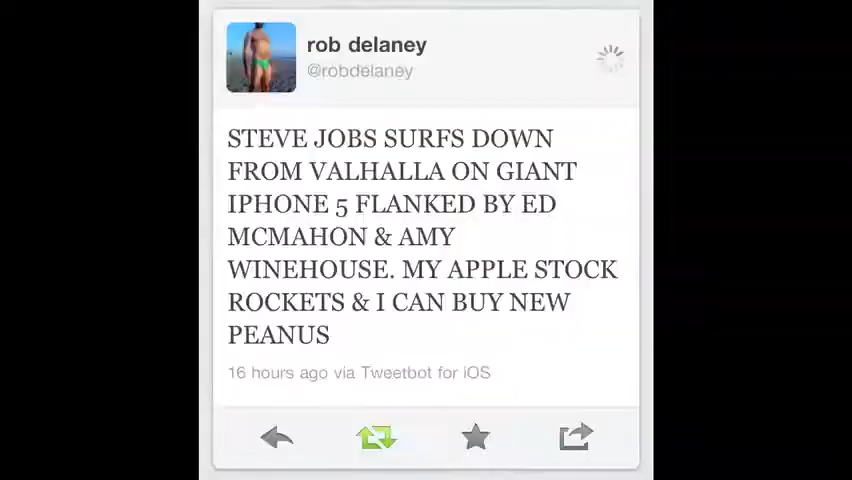 rob delaney
@robdelaney
STEVE JOBS SURFS DOWN
FROM VALHALLA ON GIANT
IPHONE 5 FLANKED BY ED
MCMAHON & AMY
WINEHOUSE. MY APPLE STOCK
ROCKETS & I CAN BUY NEW
PEANUS
16 hours ago via Tweetbot for iOS